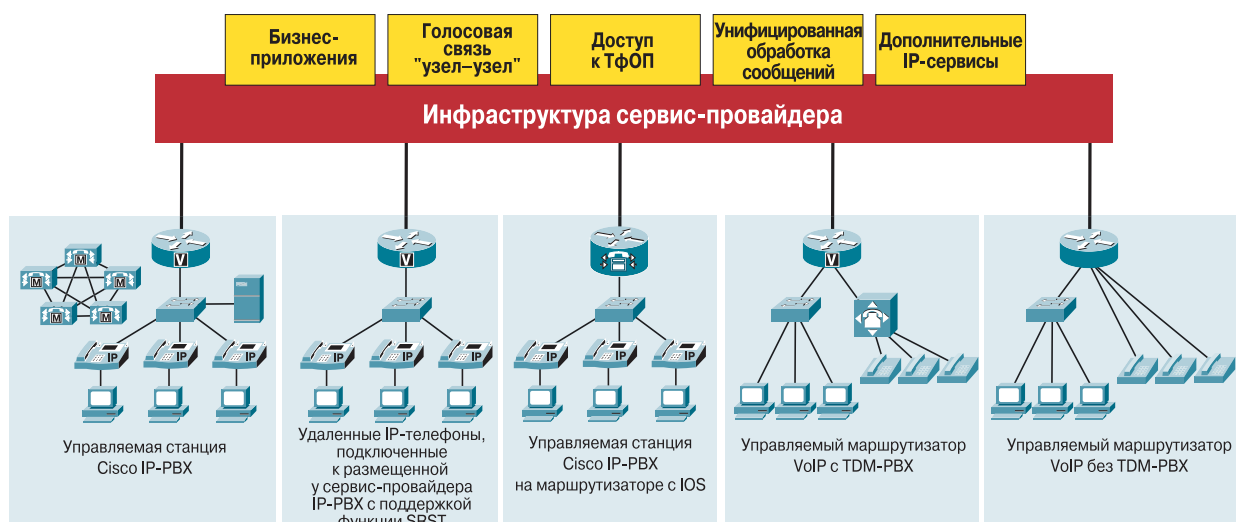 Бизнес-
приложения
Голосовая
связь
"узел–узел"
Доступ
к ТфОП
Унифицированная
обработка
сообщений
Дополнительные
IP-сервисы
Инфраструктура сервис-провайдера
V
M
M
M
M
M
IP
IP
IP
Управляемая станция
Cisco IP-PBX
V
IP
IP
IP
Удаленные IP-телефоны,
подключенные
к размещенной
у сервис-провайдера
IP-PBX с поддержкой
функции SRST
IP
IP
IP
Управляемая станция
Cisco IP-PBX
на маршрутизаторе с IOS
V
Управляемый маршрутизатор
VoIP с TDM-PBX
Управляемый маршрутизатор
VoIP без TDM-PBX